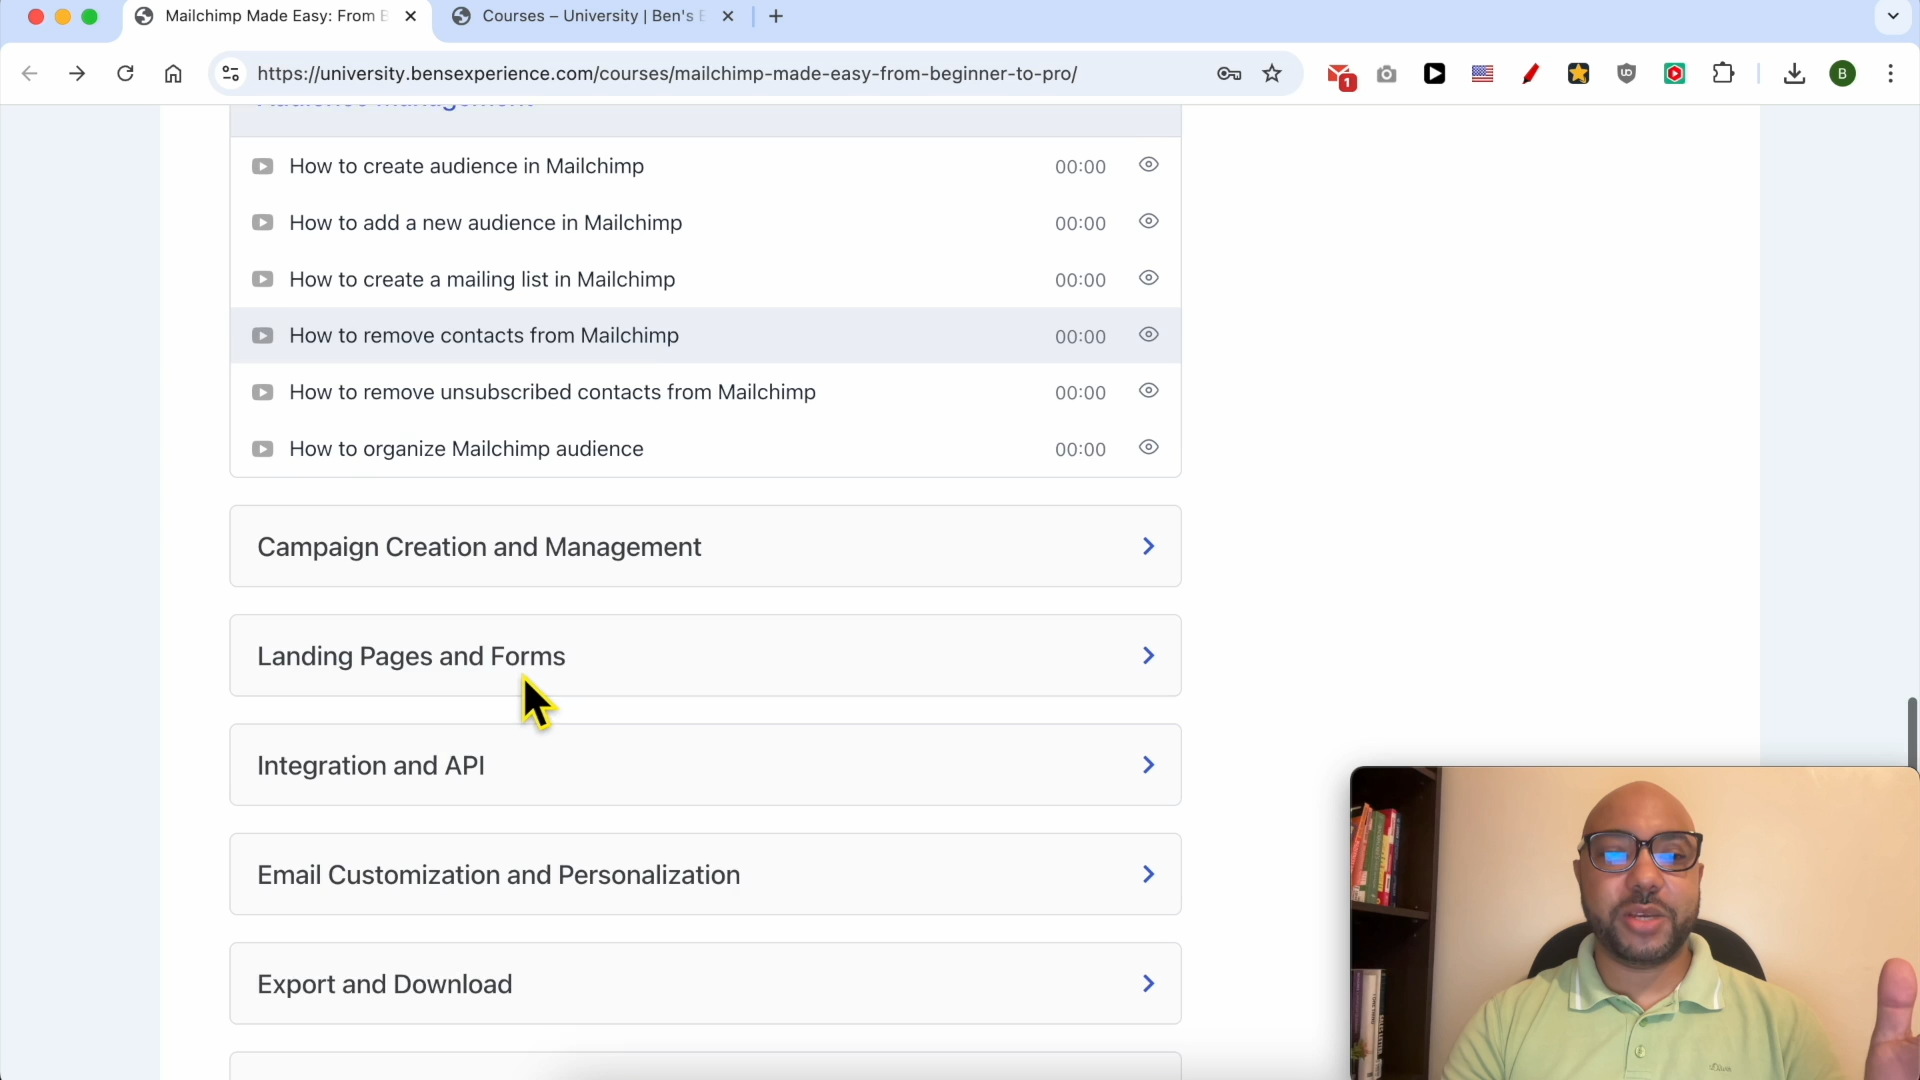 Mailchimp Made Easy: From B
Courses – University | Ben's E
https://university.bensexperience.com/courses/mailchimp-made-easy-from-beginner-to-pro/
1
B
Audience Management
How to create audience in Mailchimp 00:00
How to add a new audience in Mailchimp 00:00
How to create a mailing list in Mailchimp 00:00
How to remove contacts from Mailchimp 00:00
How to remove unsubscribed contacts from Mailchimp 00:00
How to organize Mailchimp audience 00:00
Campaign Creation and Management
Landing Pages and Forms
Integration and API
Email Customization and Personalization
Export and Download